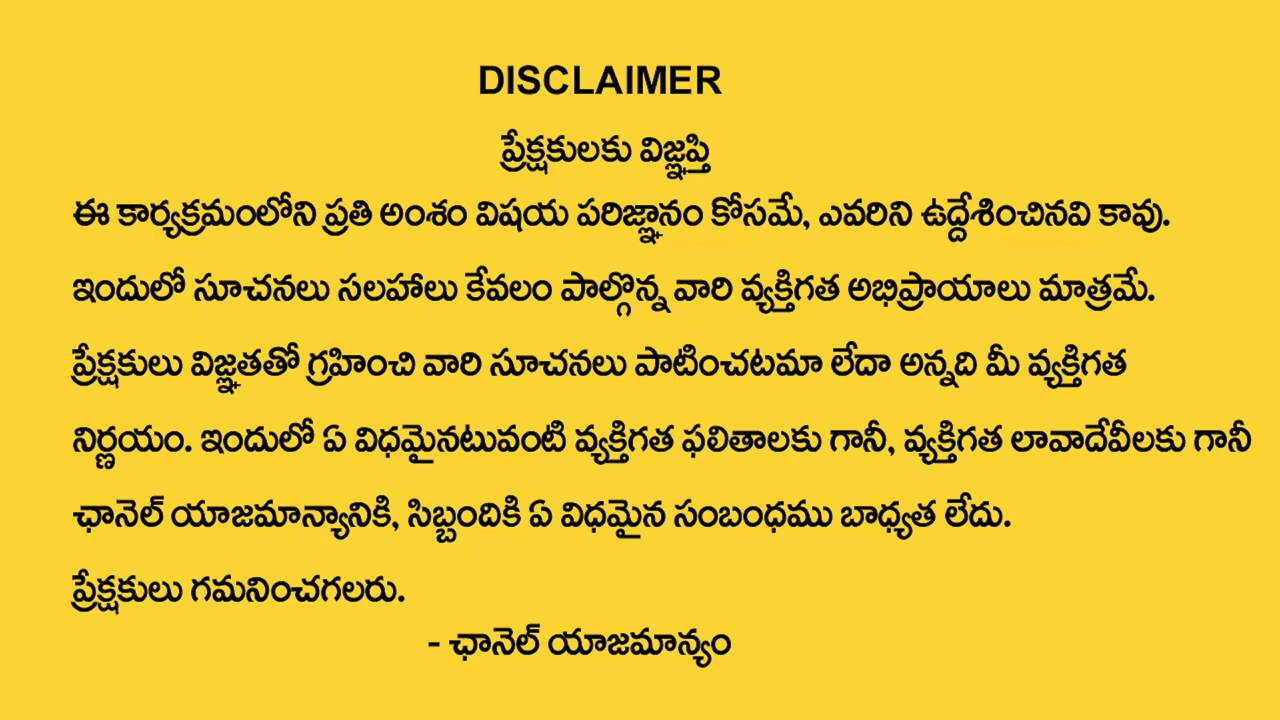 DISCLAIMER
ప్రేక్షకులకు విజ్ఞప్తి
ఈ కార్యక్రమంలోని ప్రతి అంశం విషయ పరిజ్ఞానం కోసమే, ఎవరిని ఉద్దేశించినవి కావు.
ఇందులో సూచనలు సలహాలు కేవలం పాల్గొన్న వారి వ్యక్తిగత అభిప్రాయాలు మాత్రమే.
ప్రేక్షకులు విజ్ఞతతో గ్రహించి వారి సూచనలు పాటించటమా లేదా అన్నది మీ వ్యక్తిగత
నిర్ణయం. ఇందులో ఏ విధమైనటువంటి వ్యక్తిగత ఫలితాలకు గానీ, వ్యక్తిగత లావాదేవీలకు గానీ
ఛానెల్ యాజమాన్యానికి, సిబ్బందికి ఏ విధమైన సంబంధము బాధ్యత లేదు.
ప్రేక్షకులు గమనించగలరు.
- ఛానెల్ యాజమాన్యం